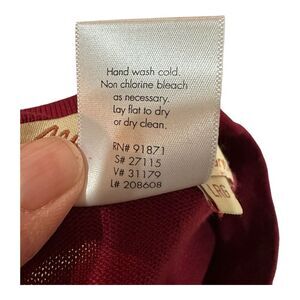 Hand wash cold.
Non chlorine bleach
as necessary.
Lay flat to dry
or dry clean.
RN# 91871
S# 27115
V# 31179
L# 208608
LRG